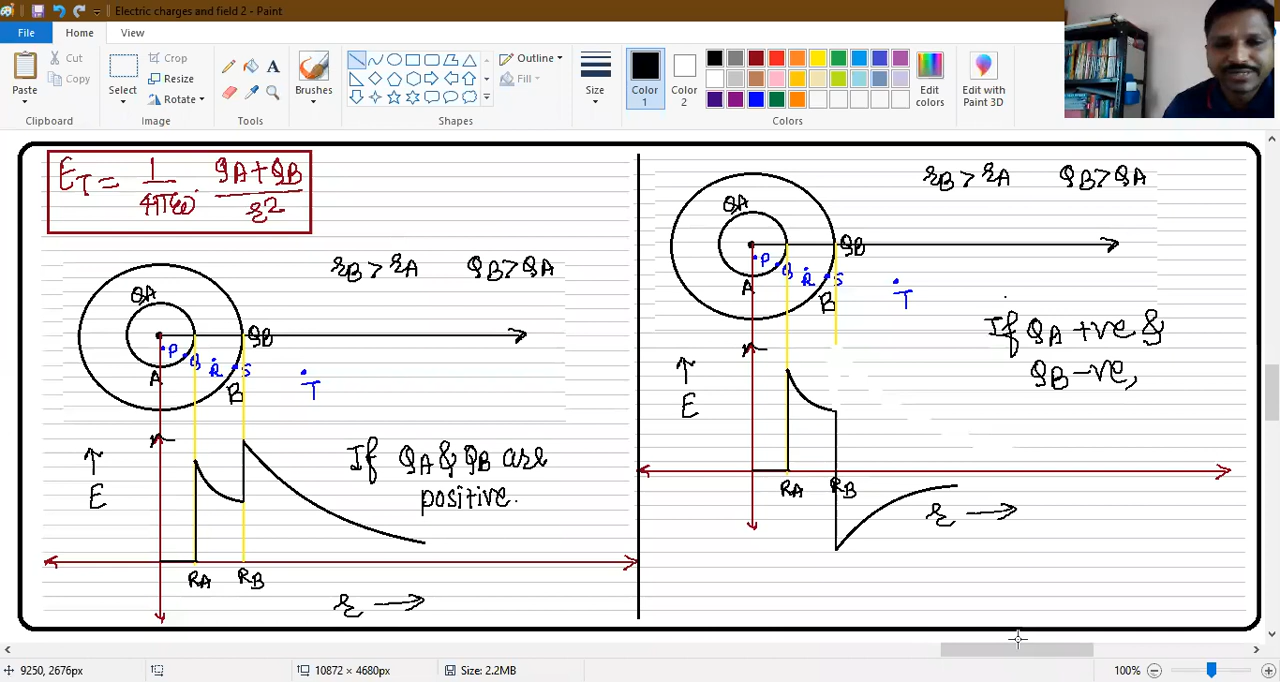 Electric charges and field 2 - Paint
File Home View
Paste
Cut
Copy
Clipboard
Select
Crop
Resize
Rotate
Image
A
Tools
Brushes
Outline
Fill
Shapes
Size
Color 1
Color 2
Edit colors
Colors
Edit with Paint 3D
ET = 1/4πε0 · QA+QB/r²
rB > rA QB > QA
QA
QB
P Q R S
A
B
T
↑
E
If QA & QB are
positive.
RA RB
r →
rB > rA QB > QA
QA
QB
P Q R S
A
B
T
If QA +ve &
QB -ve,
↑
E
RA RB
r →
9250, 2676px
10872 × 4680px
Size: 2.2MB
100%